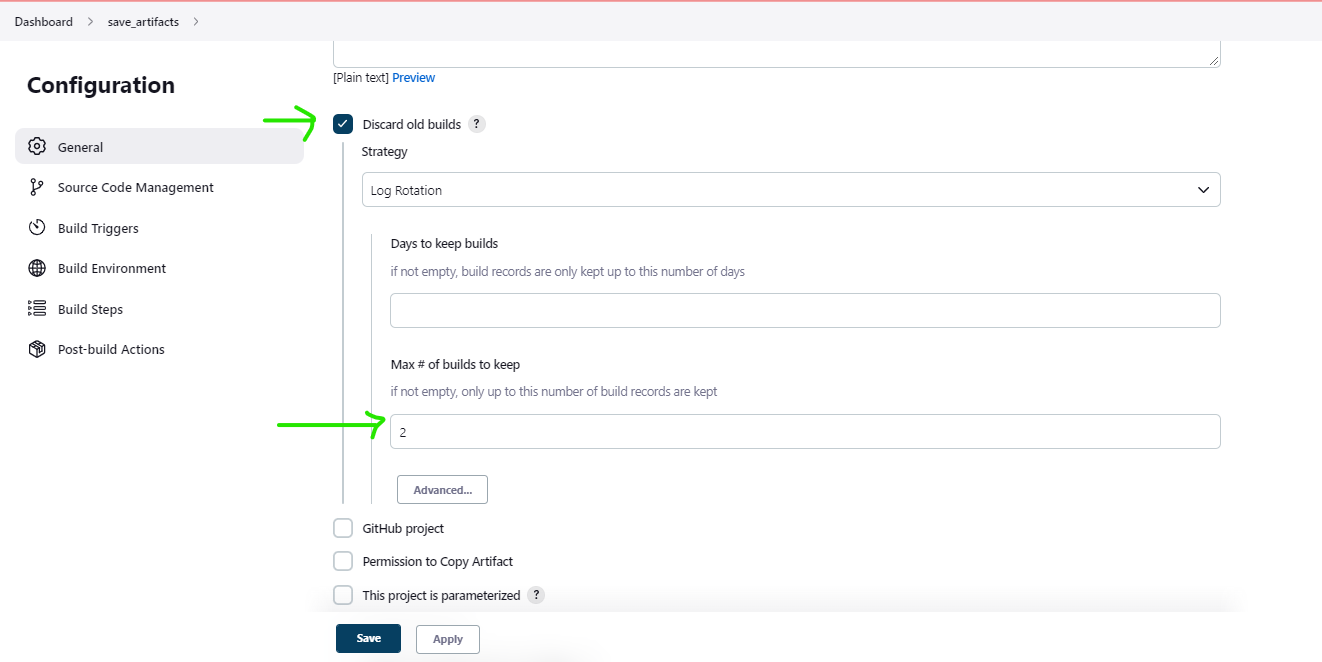 Dashboard > save_artifacts >
Configuration
General
Source Code Management
Build Triggers
Build Environment
Build Steps
Post-build Actions
[Plain text] Preview
Discard old builds ?
Strategy
Log Rotation
Days to keep builds
if not empty, build records are only kept up to this number of days
Max # of builds to keep
if not empty, only up to this number of build records are kept
2
Advanced...
GitHub project
Permission to Copy Artifact
This project is parameterized ?
Save Apply